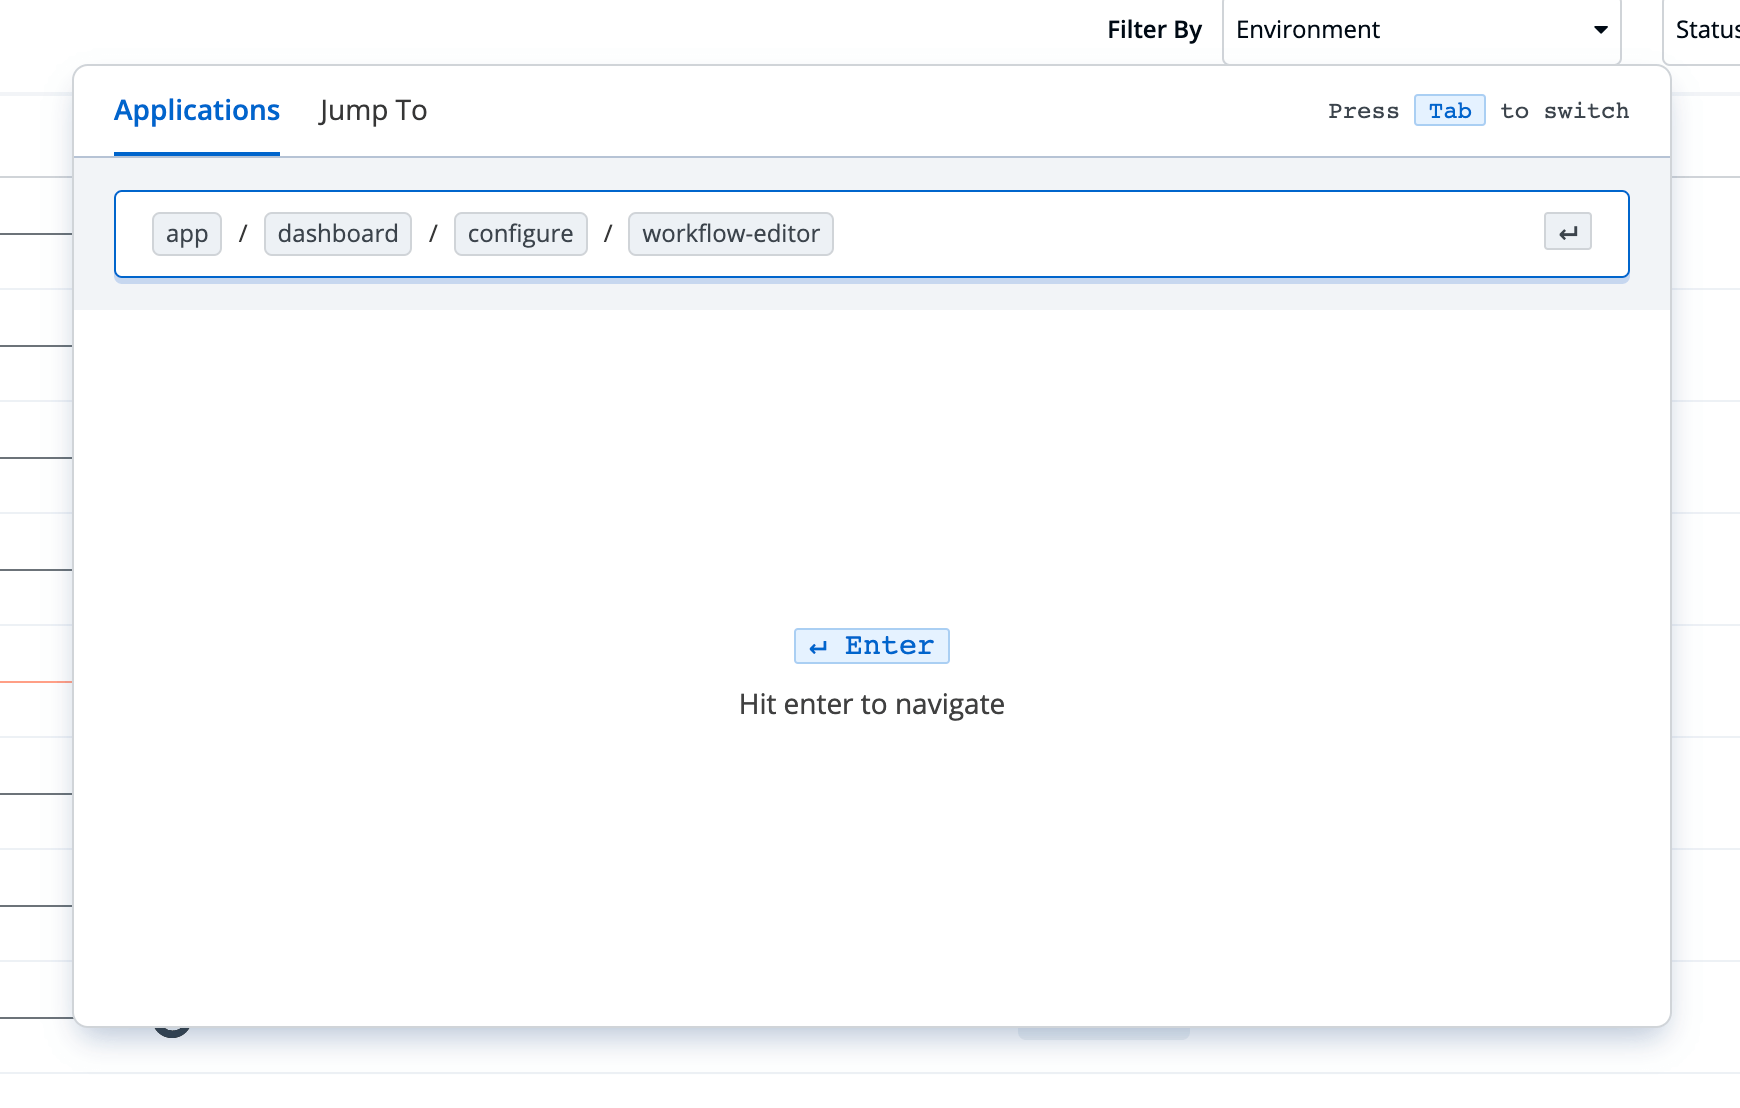 Filter By Environment Status
Applications Jump To Press Tab to switch
app / dashboard / configure / workflow-editor ↵
↵ Enter
Hit enter to navigate